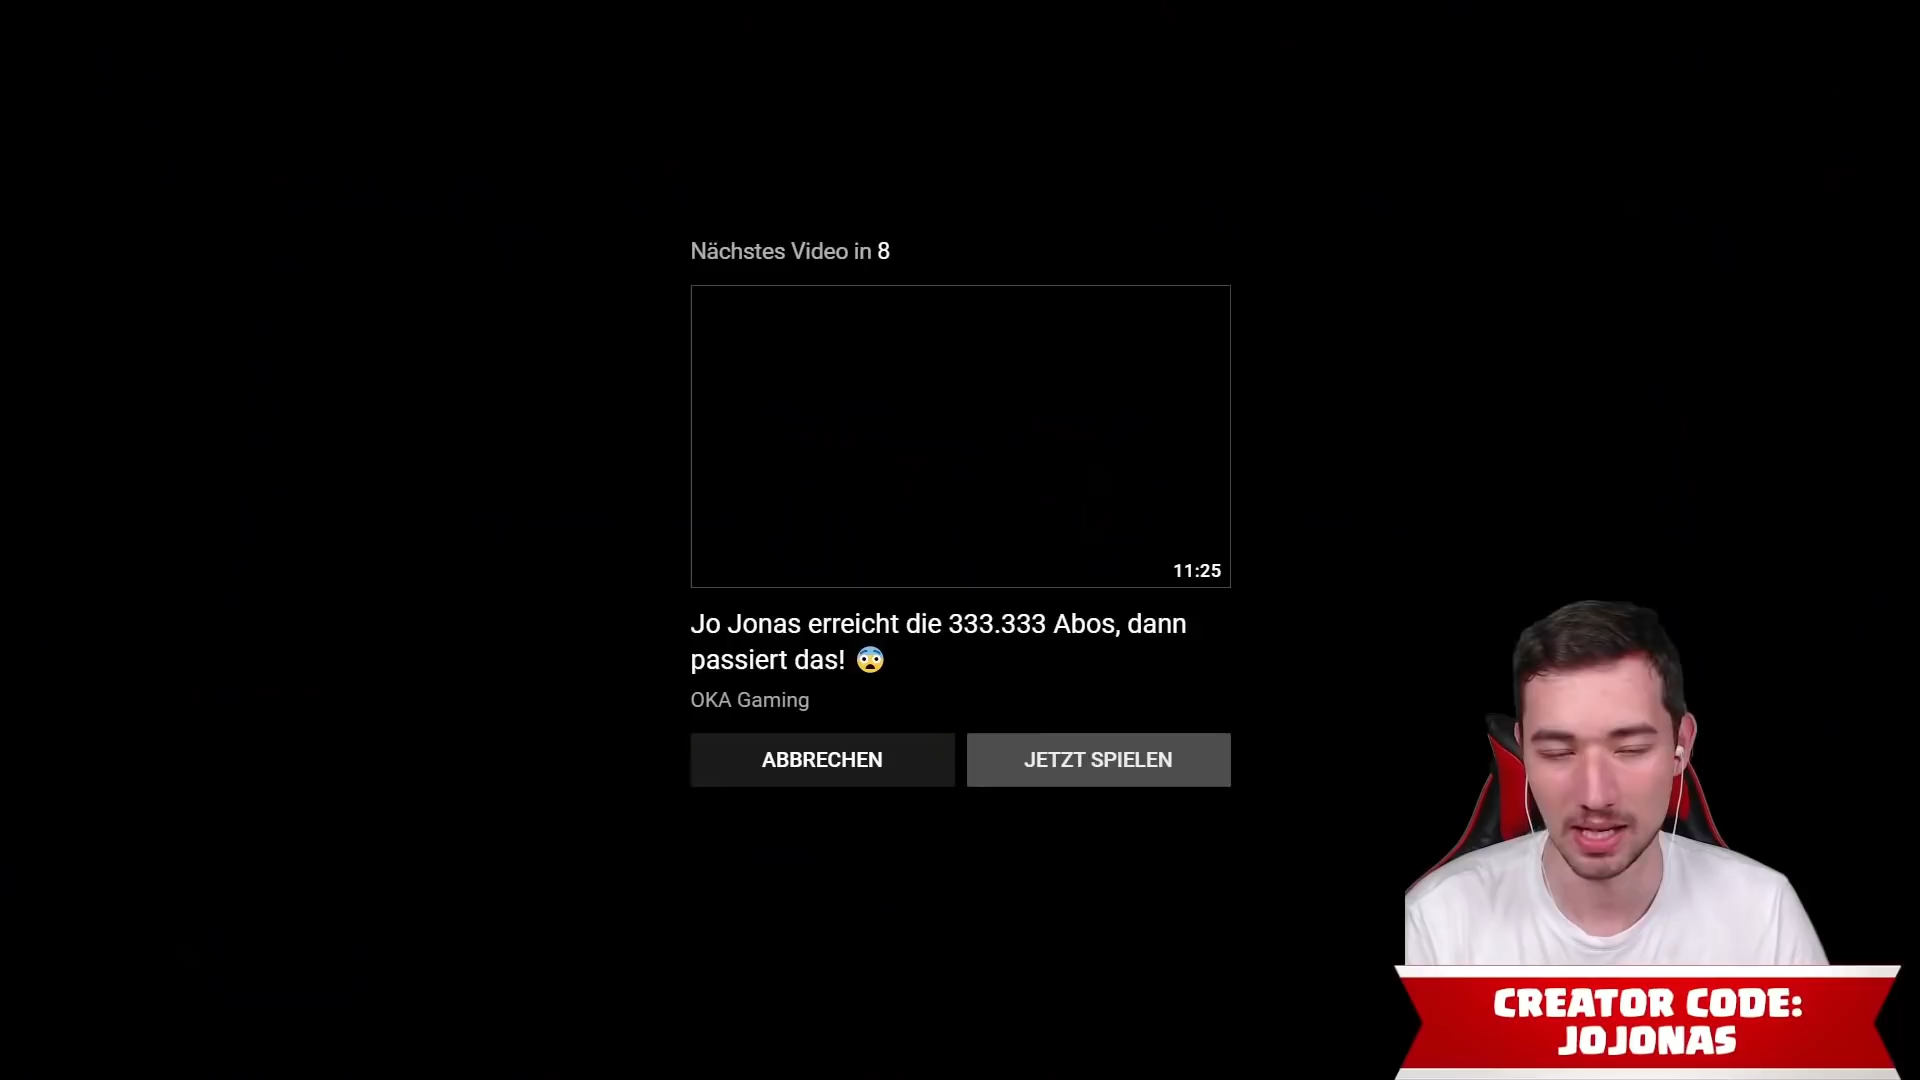 Nächstes Video in 8
11:25
Jo Jonas erreicht die 333.333 Abos, dann
passiert das! 😨
OKA Gaming
ABBRECHEN
JETZT SPIELEN
CREATOR CODE:
JOJONAS